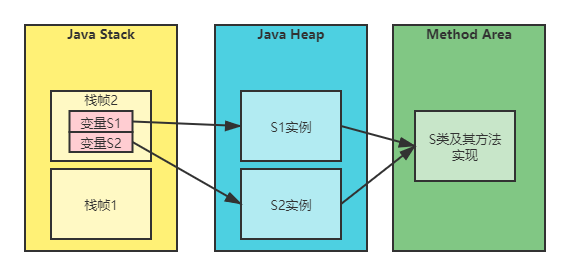 Java Stack
栈帧2
变量S1
变量S2
栈帧1
Java Heap
S1实例
S2实例
Method Area
S类及其方法
实现